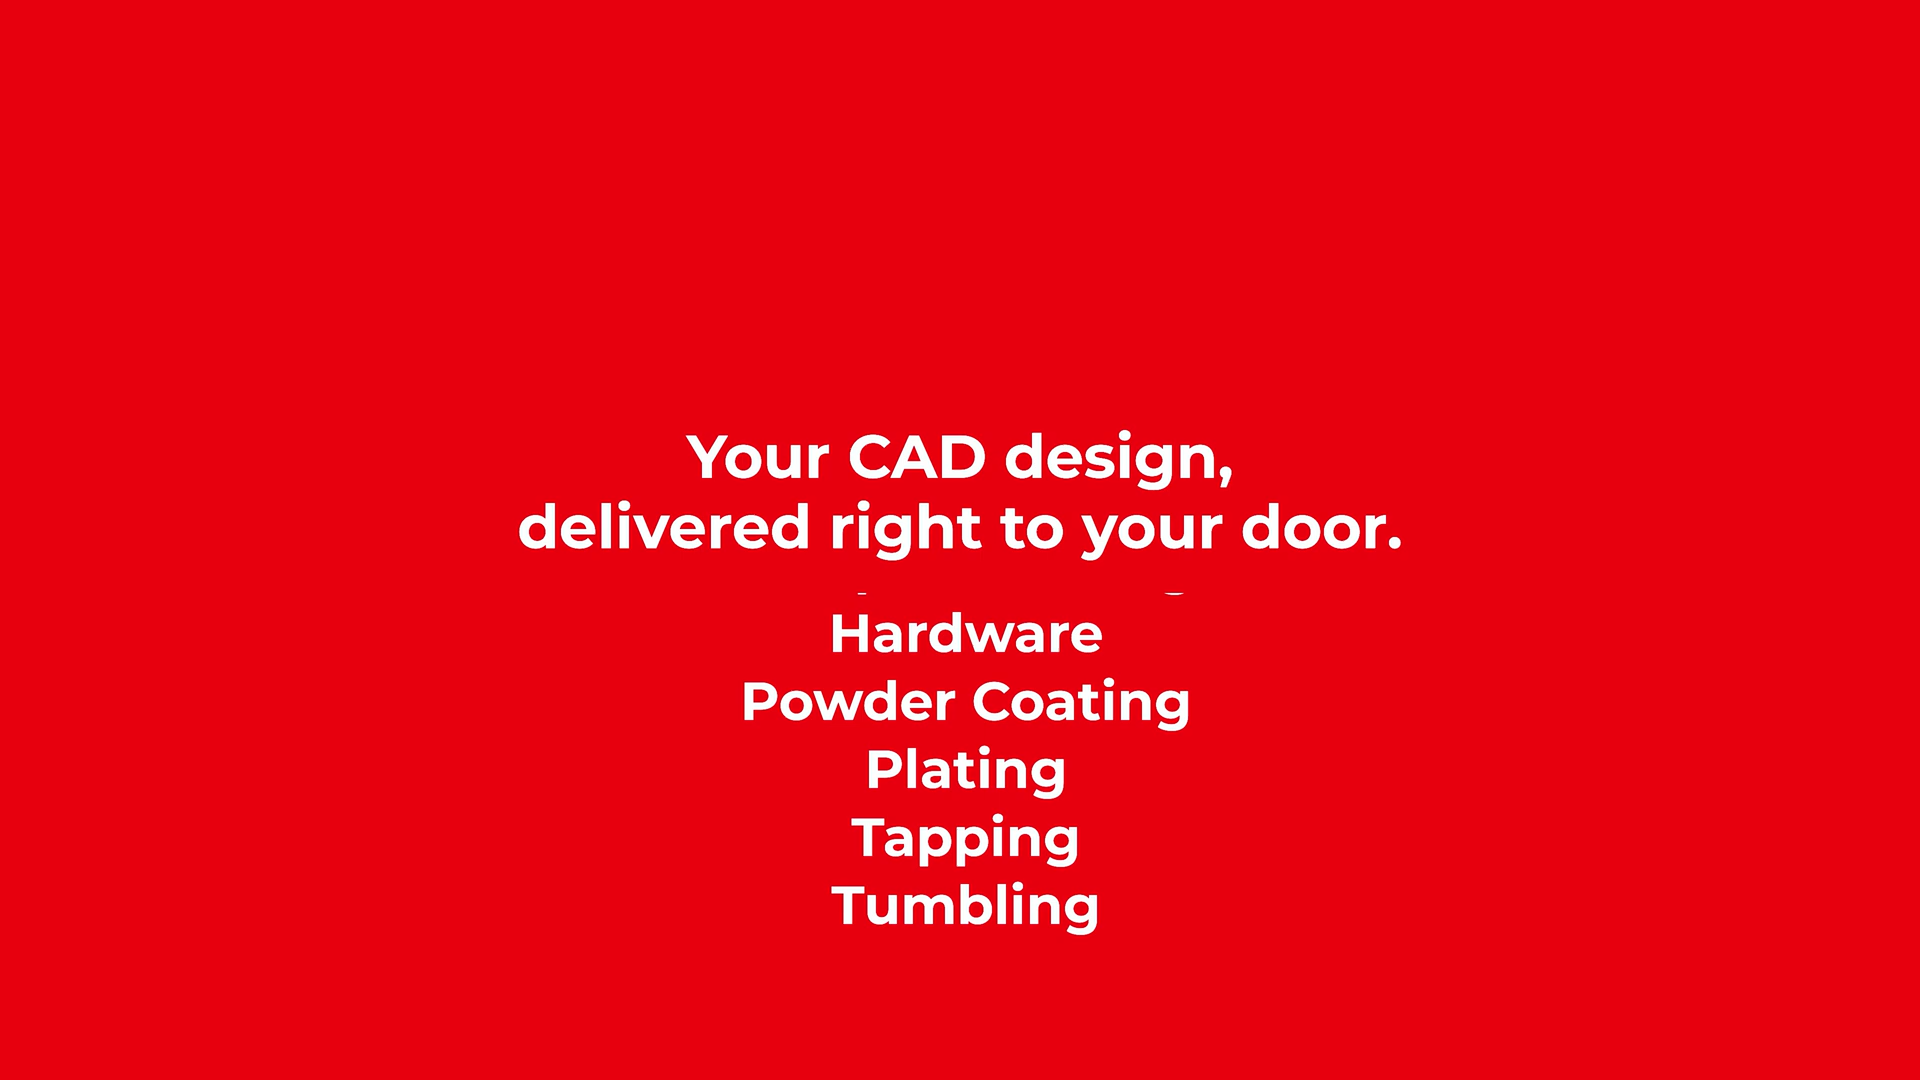 Your CAD design,
delivered right to your door.
Hardware
Powder Coating
Plating
Tapping
Tumbling